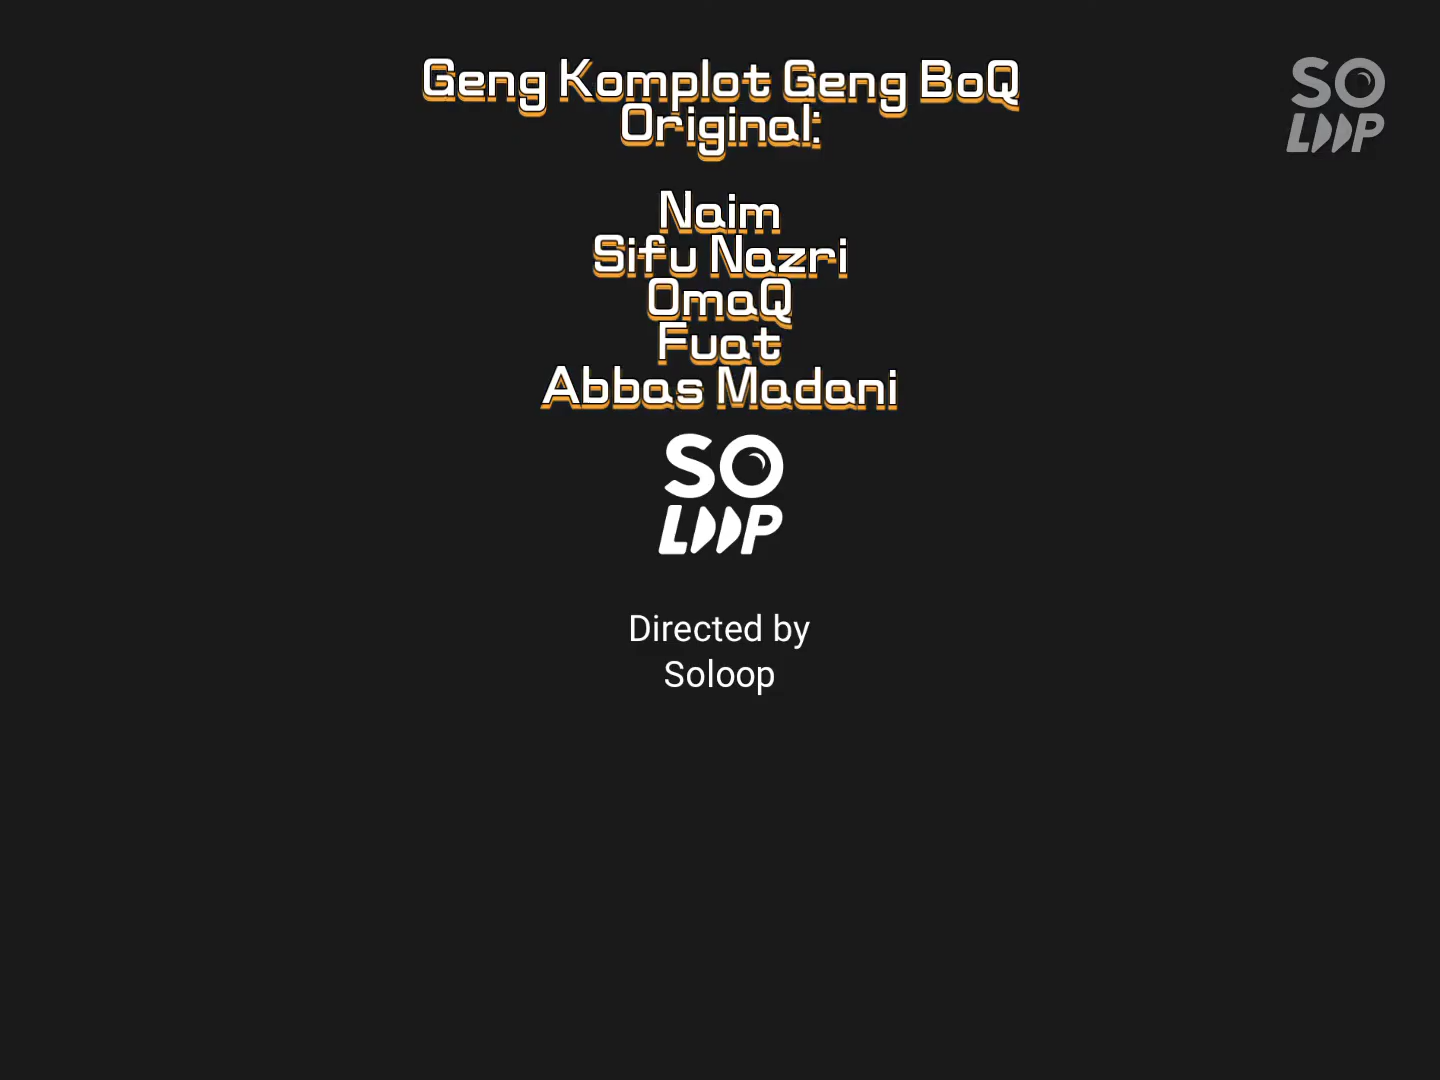 Geng Komplot Geng BoQ
Original:
Naim
Sifu Nazri
OmaQ
Fuat
Abbas Madani
SO
LOOP
Directed by
Soloop
SO
LOOP